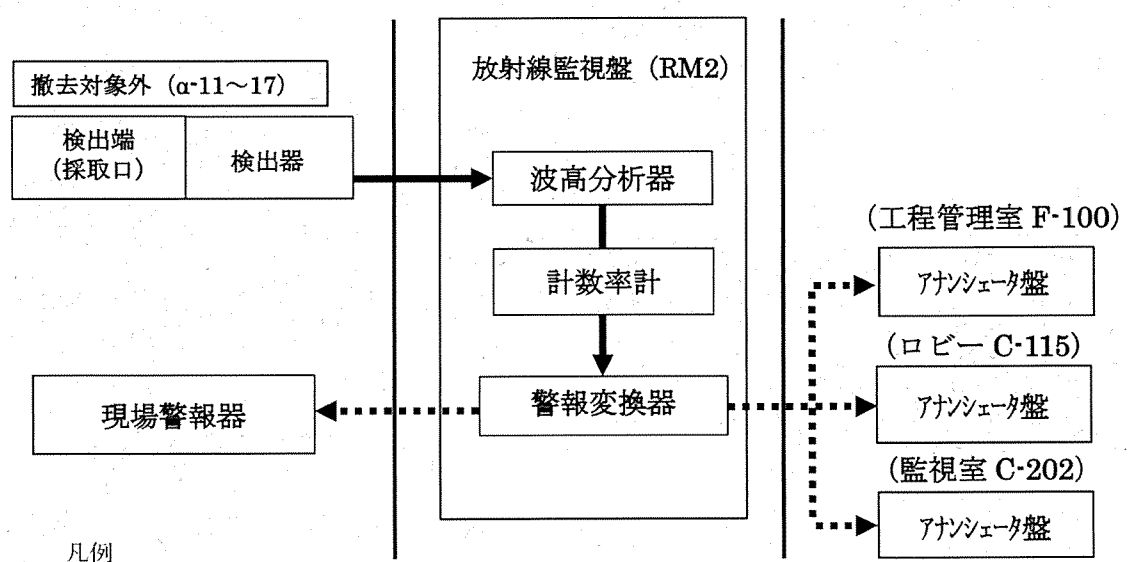 放射線監視盤（RM2）
撤去対象外（α-11～17）
検出端
（採取口）
検出器
波高分析器
計数率計
警報変換器
現場警報器
（工程管理室 F-100）
アナンシェータ盤
（ロビー C-115）
アナンシェータ盤
（監視室 C-202）
アナンシェータ盤
凡例